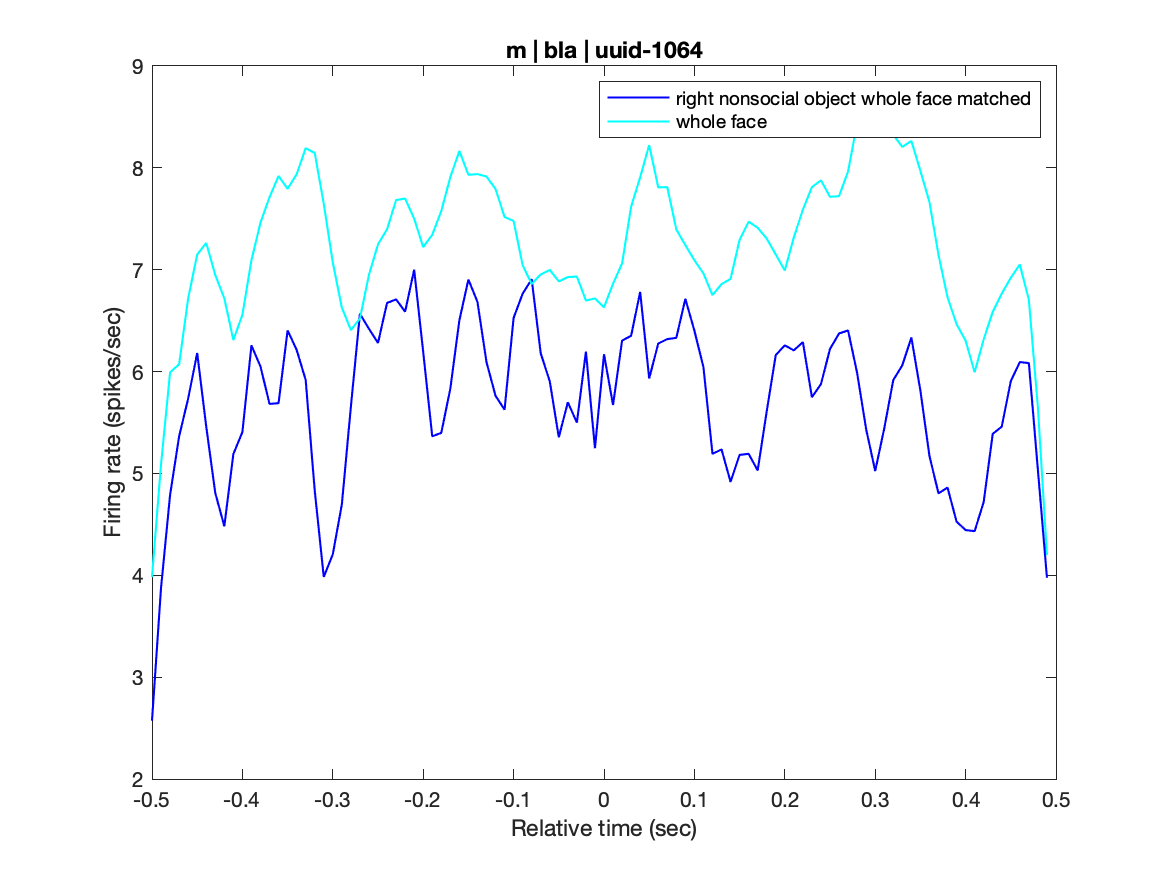 m | bla | uuid-1064
right nonsocial object whole face matched
whole face
9
8
7
6
5
4
3
2
Firing rate (spikes/sec)
-0.5 -0.4 -0.3 -0.2 -0.1 0 0.1 0.2 0.3 0.4 0.5
Relative time (sec)